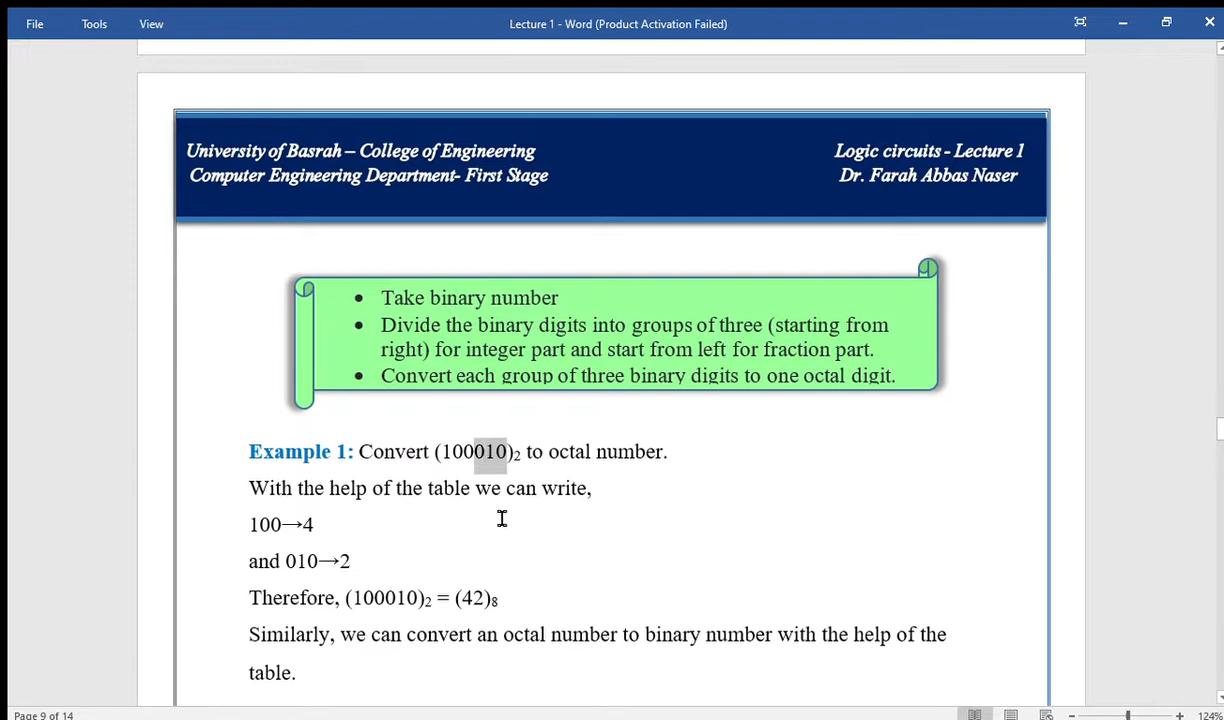 File Tools View Lecture 1 - Word (Product Activation Failed)
University of Basrah – College of Engineering Logic circuits - Lecture 1
Computer Engineering Department- First Stage Dr. Farah Abbas Naser
• Take binary number
• Divide the binary digits into groups of three (starting from
right) for integer part and start from left for fraction part.
• Convert each group of three binary digits to one octal digit.
Example 1: Convert (100010)₂ to octal number.
With the help of the table we can write,
100→4
and 010→2
Therefore, (100010)₂ = (42)₈
Similarly, we can convert an octal number to binary number with the help of the
table.
Page 9 of 14 124%